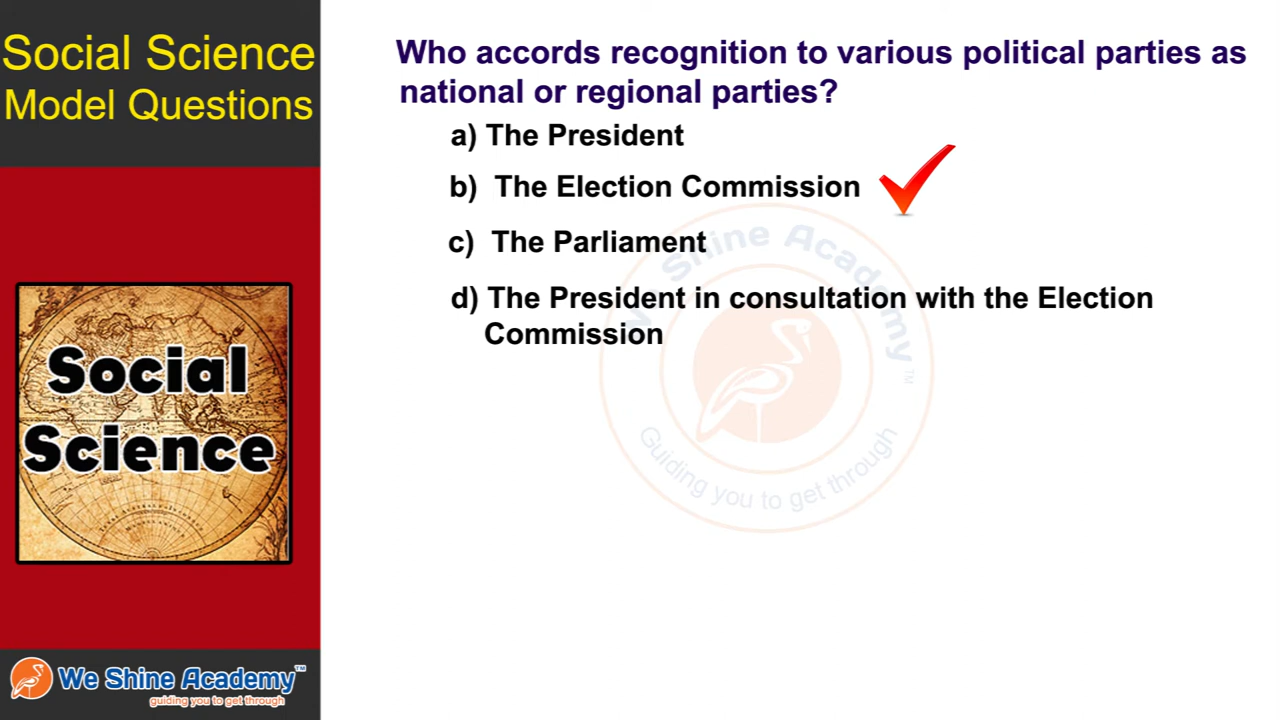 Social Science
Model Questions
Who accords recognition to various political parties as
national or regional parties?
a) The President
b) The Election Commission
c) The Parliament
d) The President in consultation with the Election
Commission
We Shine Academy
TM
Guiding you to get through
Social
Science
We Shine Academy™
guiding you to get through